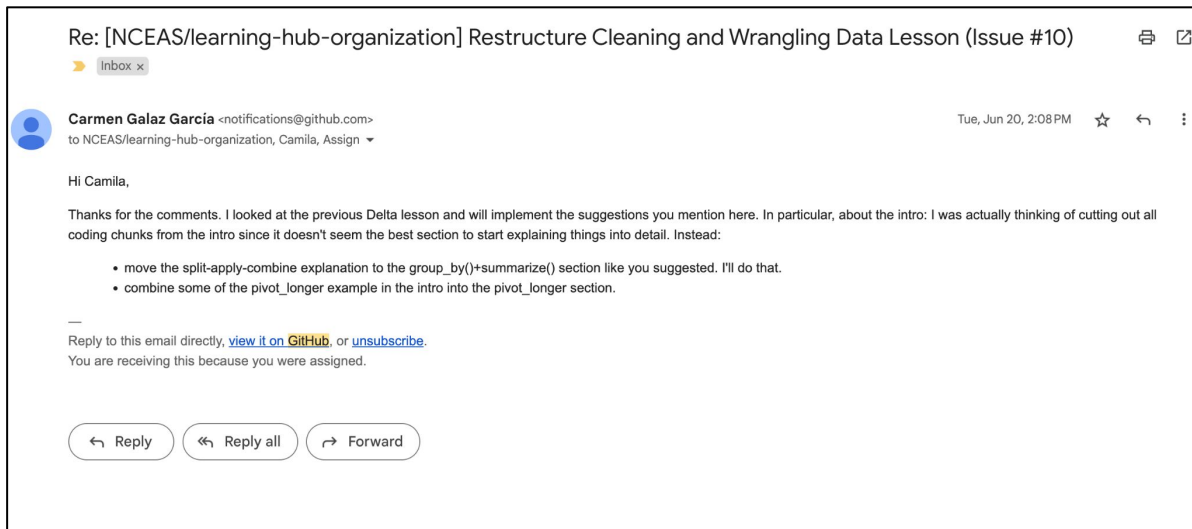 Re: [NCEAS/learning-hub-organization] Restructure Cleaning and Wrangling Data Lesson (Issue #10)
Inbox ×
Carmen Galaz García <notifications@github.com>
Tue, Jun 20, 2:08 PM
to NCEAS/learning-hub-organization, Camila, Assign
Hi Camila,
Thanks for the comments. I looked at the previous Delta lesson and will implement the suggestions you mention here. In particular, about the intro: I was actually thinking of cutting out all
coding chunks from the intro since it doesn't seem the best section to start explaining things into detail. Instead:
• move the split-apply-combine explanation to the group_by()+summarize() section like you suggested. I'll do that.
• combine some of the pivot_longer example in the intro into the pivot_longer section.
—
Reply to this email directly, view it on GitHub, or unsubscribe.
You are receiving this because you were assigned.
Reply
Reply all
Forward